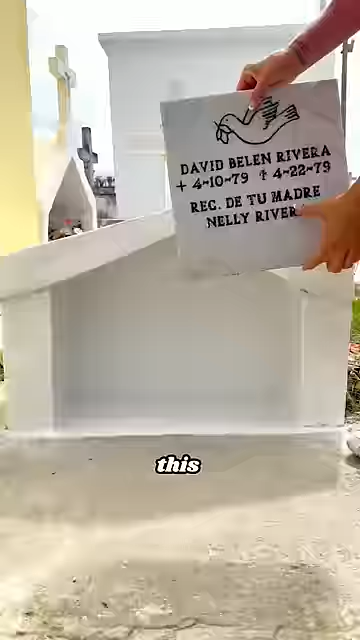 DAVID BELEN RIVERA
+ 4-10-79 ✝ 4-22-79
REC. DE TU MADRE
NELLY RIVERA
this